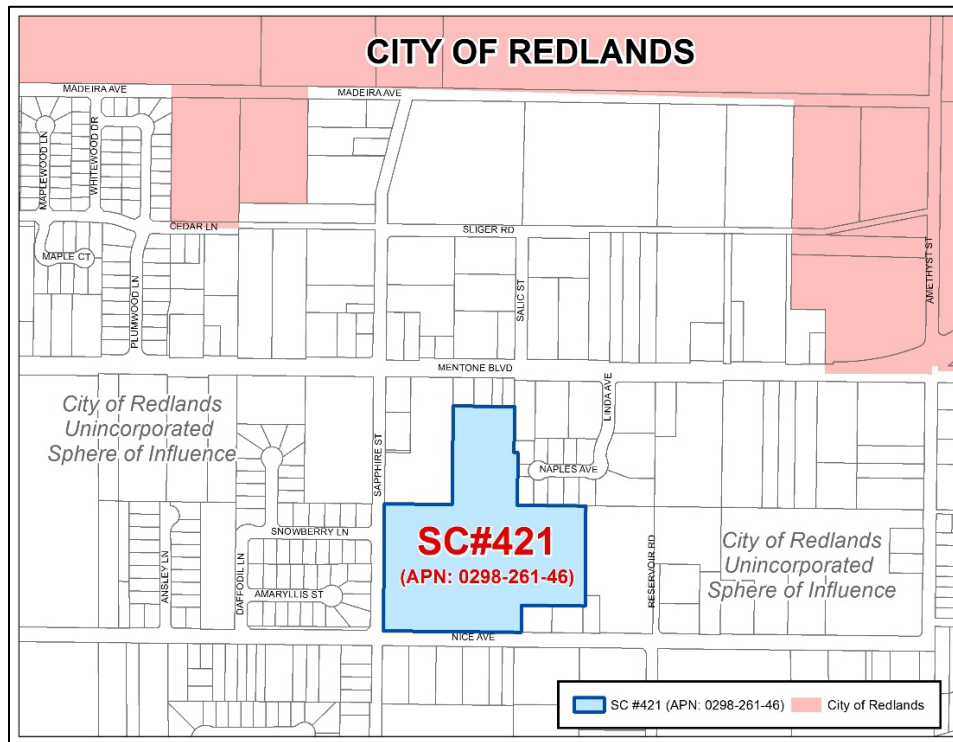 CITY OF REDLANDS
MADEIRA AVE
MADEIRA AVE
MAPLEWOOD LN
WHITEWOOD DR
CEDAR LN
SLIGER RD
MAPLE CT
PLUMWOOD LN
SALIC ST
AMETHYST ST
MENTONE BLVD
City of Redlands
Unincorporated
Sphere of Influence
SAPPHIRE ST
LINDA AVE
NAPLES AVE
SNOWBERRY LN
ANSLEY LN
DAFFODIL LN
AMARYLLIS ST
SC#421
(APN: 0298-261-46)
RESERVOIR RD
City of Redlands
Unincorporated
Sphere of Influence
NICE AVE
SC #421 (APN: 0298-261-46)
City of Redlands